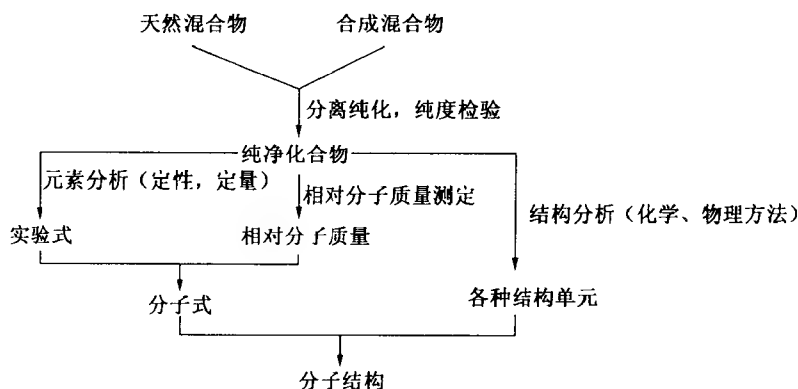 天然混合物 合成混合物
分离纯化，纯度检验
纯净化合物
元素分析（定性，定量）
相对分子质量测定
结构分析（化学、物理方法）
实验式 相对分子质量
分子式 各种结构单元
分子结构